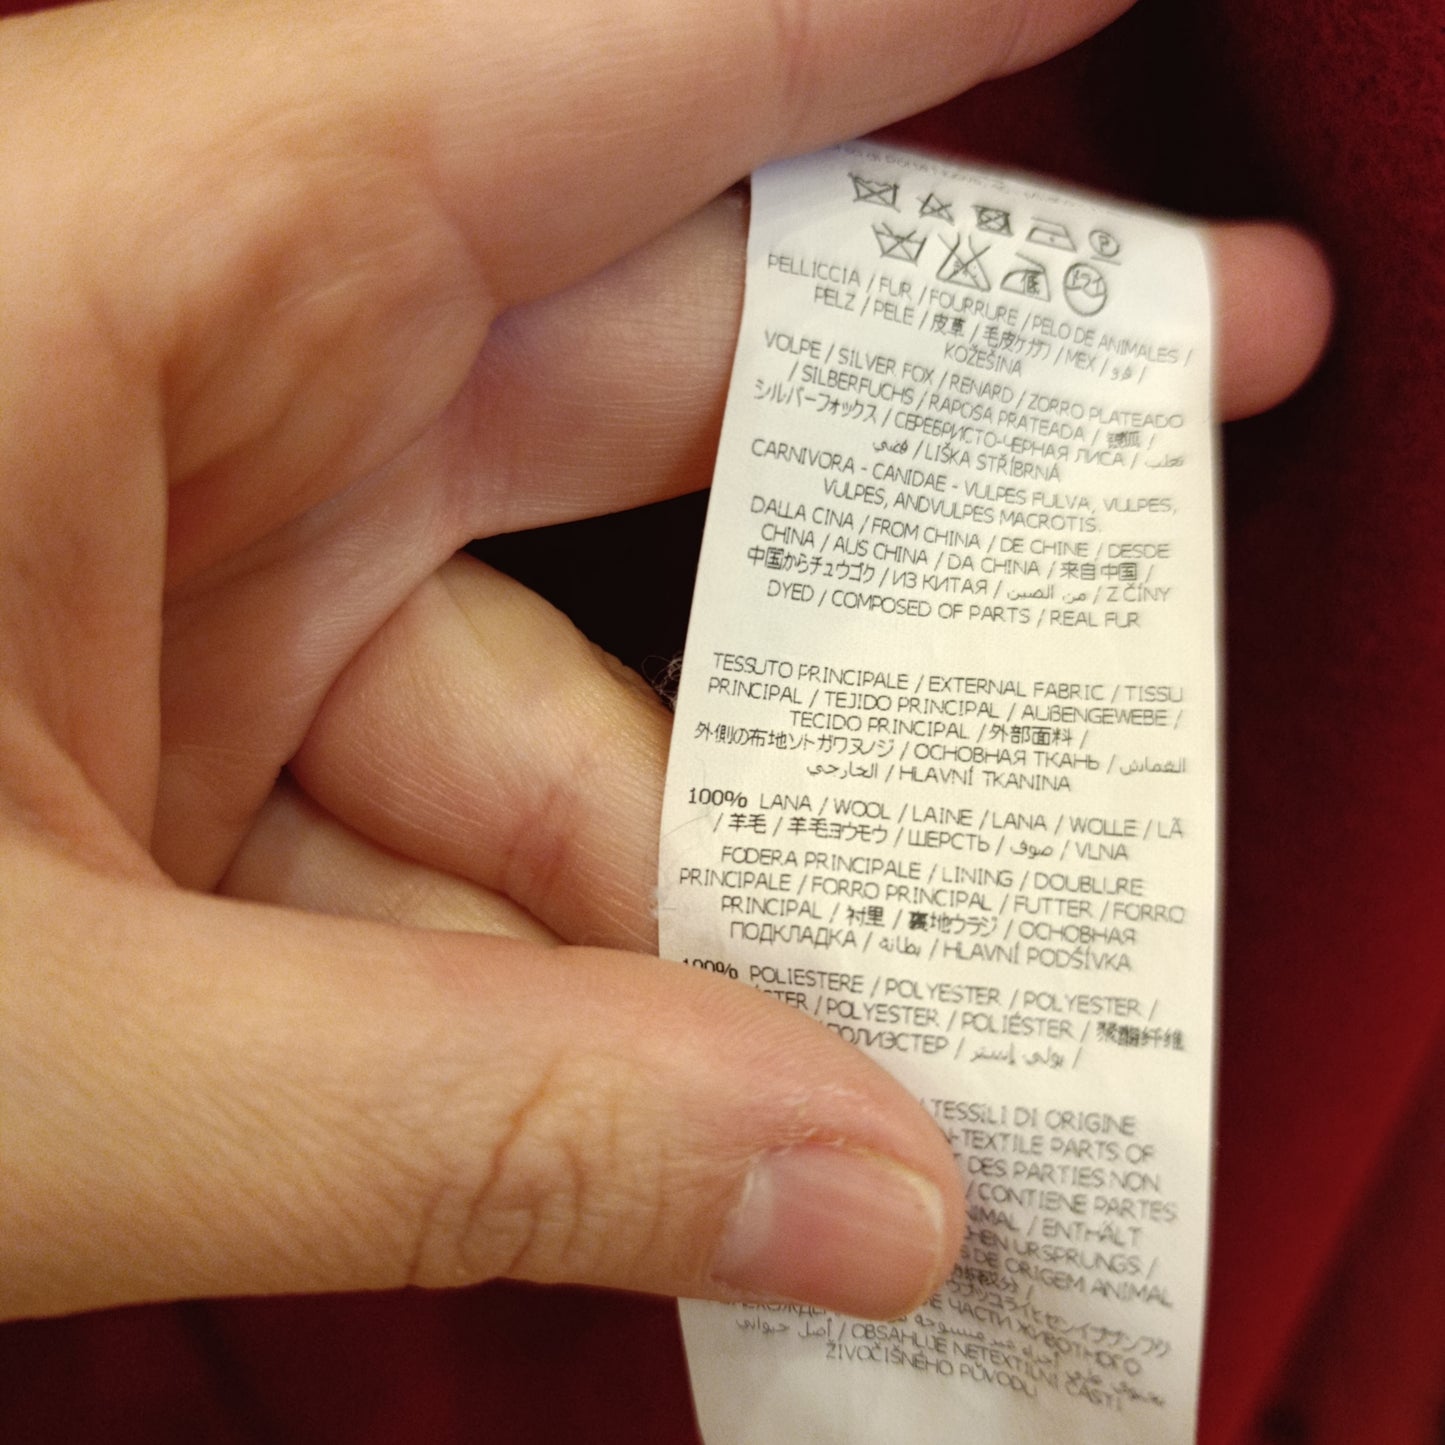 PELLICCIA / FUR / FOURRURE / PELO DE ANIMALES /
PELZ / PELE / 皮草 / 毛皮ケガワ / МЕХ / فرو /
KOŽEŠINA
VOLPE / SILVER FOX / RENARD / ZORRO PLATEADO
/ SILBERFUCHS / RAPOSA PRATEADA / 銀狐 /
シルバーフォックス / СЕРЕБРИСТО-ЧЕРНАЯ ЛИСА / ثعلب
فضي / LIŠKA STŘÍBRNÁ
CARNIVORA - CANIDAE - VULPES FULVA, VULPES,
VULPES, ANDVULPES MACROTIS.
DALLA CINA / FROM CHINA / DE CHINE / DESDE
CHINA / AUS CHINA / DA CHINA / 来自中国 /
中国からチュウゴク / ИЗ КИТАЯ / من الصين / Z ČÍNY
DYED / COMPOSED OF PARTS / REAL FUR
TESSUTO PRINCIPALE / EXTERNAL FABRIC / TISSU
PRINCIPAL / TEJIDO PRINCIPAL / AUßENGEWEBE /
TECIDO PRINCIPAL / 外部面料 /
外側の布地ソトガワヌノジ / ОСНОВНАЯ ТКАНЬ / القماش
الخارجي / HLAVNÍ TKANINA
100% LANA / WOOL / LAINE / LANA / WOLLE / LÃ
/ 羊毛 / 羊毛ヨウモウ / ШЕРСТЬ / صوف / VLNA
FODERA PRINCIPALE / LINING / DOUBLURE
PRINCIPALE / FORRO PRINCIPAL / FUTTER / FORRO
PRINCIPAL / 衬里 / 裏地ウラジ / ОСНОВНАЯ
ПОДКЛАДКА / بطانة / HLAVNÍ PODŠÍVKA
100% POLIESTERE / POLYESTER / POLYESTER /
/ POLYESTER / POLIÉSTER / 聚酯纤维
ПОЛИЭСТЕР / بولي إستر /
TESSILI DI ORIGINE
TEXTILE PARTS OF
DES PARTIES NON
/ CONTIENE PARTES
/ ENTHÄLT
URSPRUNGS /
DE ORIGEM ANIMAL
ЧАСТИ ЖИВОТНОГО
أصل حيواني / OBSAHUJE NETEXTILNÍ ČÁSTI
ŽIVOČIŠNÉHO PŮVODU